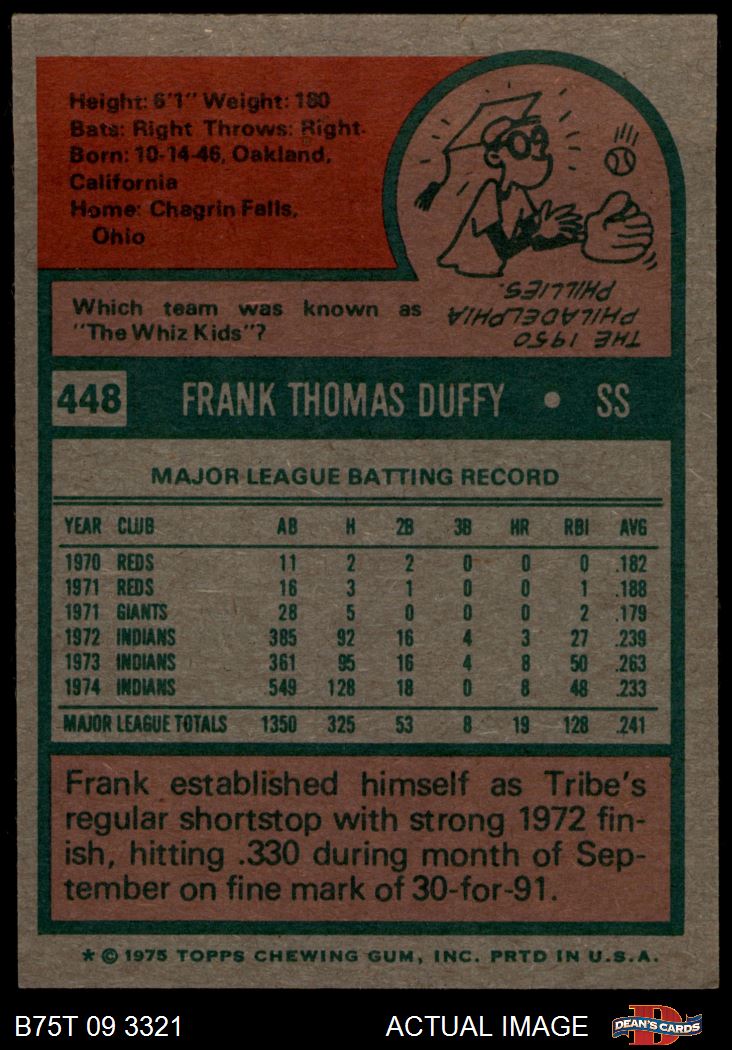 Height: 6'1" Weight: 180
Bats: Right Throws: Right
Born: 10-14-46, Oakland,
California
Home: Chagrin Falls,
Ohio
Which team was known as
"The Whiz Kids"?
THE 1950
PHILADELPHIA
PHILLIES.
448 FRANK THOMAS DUFFY • SS
MAJOR LEAGUE BATTING RECORD
YEAR CLUB AB H 2B 3B HR RBI AVG
1970 REDS 11 2 2 0 0 0 .182
1971 REDS 16 3 1 0 0 1 .188
1971 GIANTS 28 5 0 0 0 2 .179
1972 INDIANS 385 92 16 4 3 27 .239
1973 INDIANS 361 95 16 4 8 50 .263
1974 INDIANS 549 128 18 0 8 48 .233
MAJOR LEAGUE TOTALS 1350 325 53 8 19 128 .241
Frank established himself as Tribe's
regular shortstop with strong 1972 fin-
ish, hitting .330 during month of Sep-
tember on fine mark of 30-for-91.
* © 1975 TOPPS CHEWING GUM, INC. PRTD IN U.S.A.
B75T 09 3321 ACTUAL IMAGE D DEAN'S CARDS